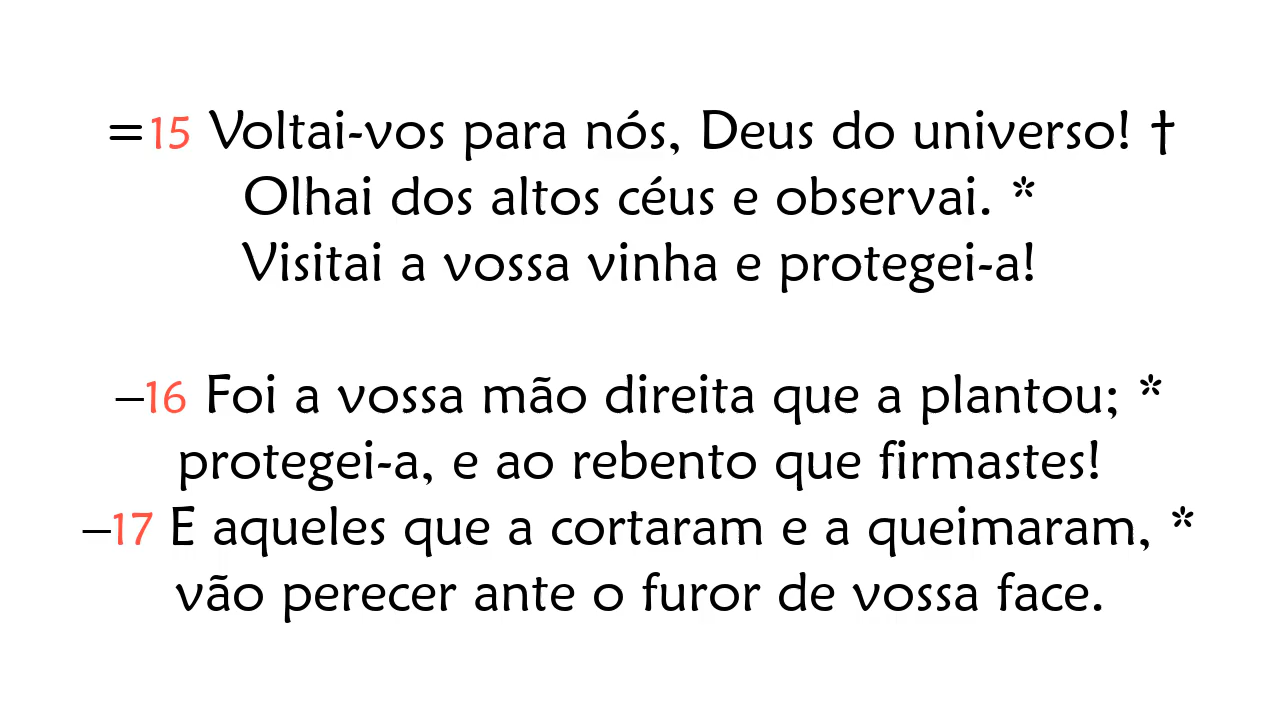 =15 Voltai-vos para nós, Deus do universo! †
Olhai dos altos céus e observai. *
Visitai a vossa vinha e protegei-a!
–16 Foi a vossa mão direita que a plantou; *
protegei-a, e ao rebento que firmastes!
–17 E aqueles que a cortaram e a queimaram, *
vão perecer ante o furor de vossa face.